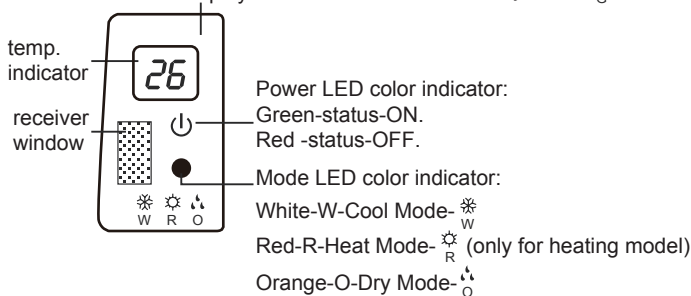 temp.
indicator
26
receiver
window
W R O
Power LED color indicator:
Green-status-ON.
Red -status-OFF.
Mode LED color indicator:
White-W-Cool Mode- W
Red-R-Heat Mode- R (only for heating model)
Orange-O-Dry Mode- O